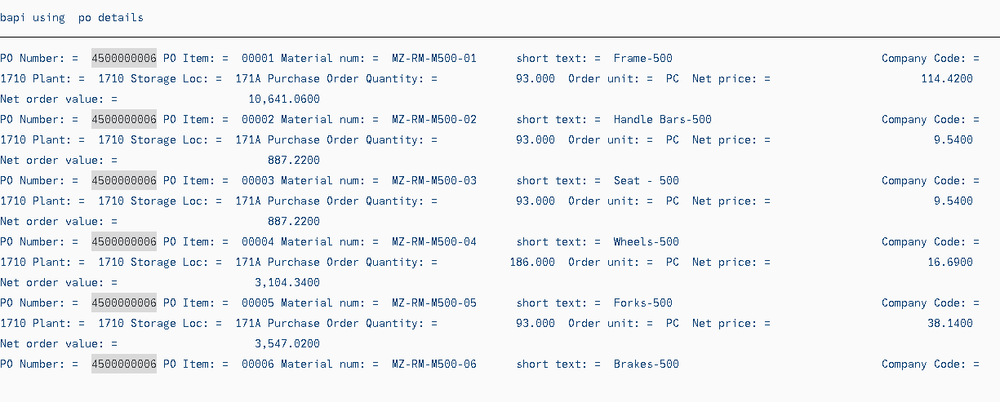 bapi using  po details
PO Number: =  4500000006 PO Item: =  00001 Material num: =  MZ-RM-M500-01      short text: =  Frame-500                                Company Code: =
1710 Plant: =  1710 Storage Loc: =  171A Purchase Order Quantity: =            93.000  Order unit: =  PC  Net price: =                       114.4200
Net order value: =                    10,641.0600
PO Number: =  4500000006 PO Item: =  00002 Material num: =  MZ-RM-M500-02      short text: =  Handle Bars-500                          Company Code: =
1710 Plant: =  1710 Storage Loc: =  171A Purchase Order Quantity: =            93.000  Order unit: =  PC  Net price: =                         9.5400
Net order value: =                       887.2200
PO Number: =  4500000006 PO Item: =  00003 Material num: =  MZ-RM-M500-03      short text: =  Seat - 500                               Company Code: =
1710 Plant: =  1710 Storage Loc: =  171A Purchase Order Quantity: =            93.000  Order unit: =  PC  Net price: =                         9.5400
Net order value: =                       887.2200
PO Number: =  4500000006 PO Item: =  00004 Material num: =  MZ-RM-M500-04      short text: =  Wheels-500                               Company Code: =
1710 Plant: =  1710 Storage Loc: =  171A Purchase Order Quantity: =           186.000  Order unit: =  PC  Net price: =                        16.6900
Net order value: =                     3,104.3400
PO Number: =  4500000006 PO Item: =  00005 Material num: =  MZ-RM-M500-05      short text: =  Forks-500                                Company Code: =
1710 Plant: =  1710 Storage Loc: =  171A Purchase Order Quantity: =            93.000  Order unit: =  PC  Net price: =                        38.1400
Net order value: =                     3,547.0200
PO Number: =  4500000006 PO Item: =  00006 Material num: =  MZ-RM-M500-06      short text: =  Brakes-500                               Company Code: =